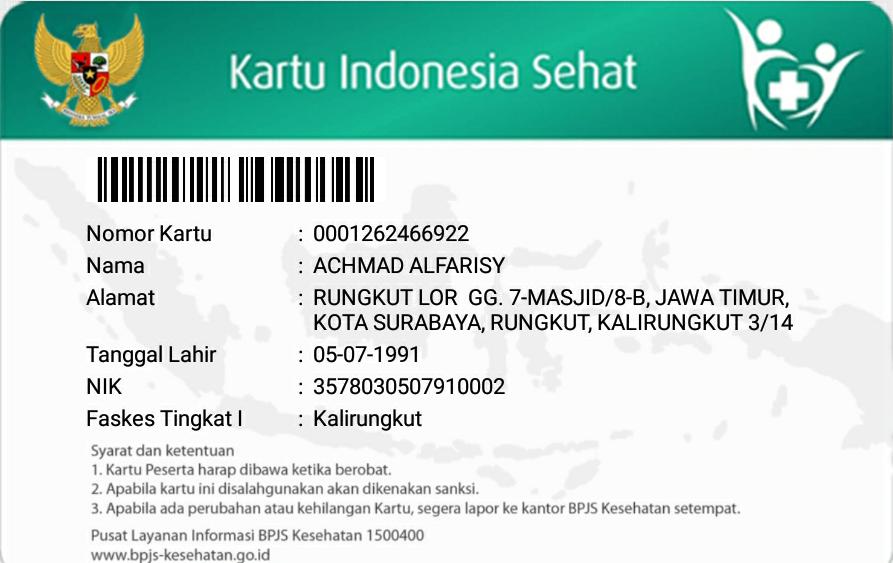 Kartu Indonesia Sehat
Nomor Kartu : 0001262466922
Nama : ACHMAD ALFARISY
Alamat : RUNGKUT LOR GG. 7-MASJID/8-B, JAWA TIMUR,
KOTA SURABAYA, RUNGKUT, KALIRUNGKUT 3/14
Tanggal Lahir : 05-07-1991
NIK : 3578030507910002
Faskes Tingkat I : Kalirungkut
Syarat dan ketentuan
1. Kartu Peserta harap dibawa ketika berobat.
2. Apabila kartu ini disalahgunakan akan dikenakan sanksi.
3. Apabila ada perubahan atau kehilangan Kartu, segera lapor ke kantor BPJS Kesehatan setempat.
Pusat Layanan Informasi BPJS Kesehatan 1500400
www.bpjs-kesehatan.go.id